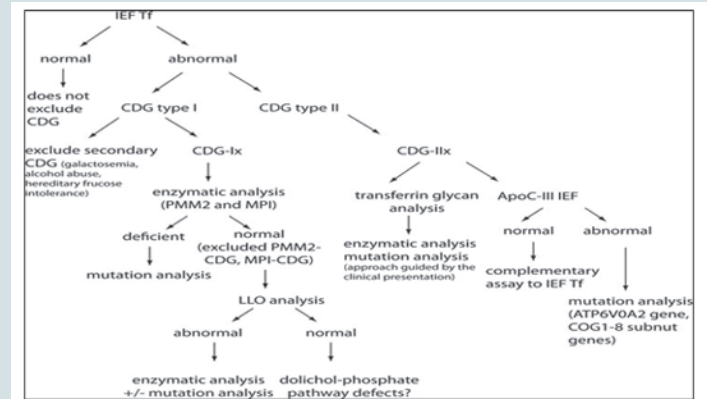 IEF Tf
normal
abnormal
does not
exclude
CDG
CDG type I
CDG type II
exclude secondary
CDG (galactosemia,
alcohol abuse,
hereditary frucose
intolerance)
CDG-Ix
CDG-IIx
enzymatic analysis
(PMM2 and MPI)
transferrin glycan
analysis
ApoC-III IEF
deficient
normal
(excluded PMM2-
CDG, MPI-CDG)
enzymatic analysis
mutation analysis
(approach guided by the
clinical presentation)
normal
abnormal
mutation analysis
complementary
assay to IEF Tf
LLO analysis
mutation analysis
(ATP6V0A2 gene,
COG1-8 subnut
genes)
abnormal
normal
enzymatic analysis
+/- mutation analysis
dolichol-phosphate
pathway defects?